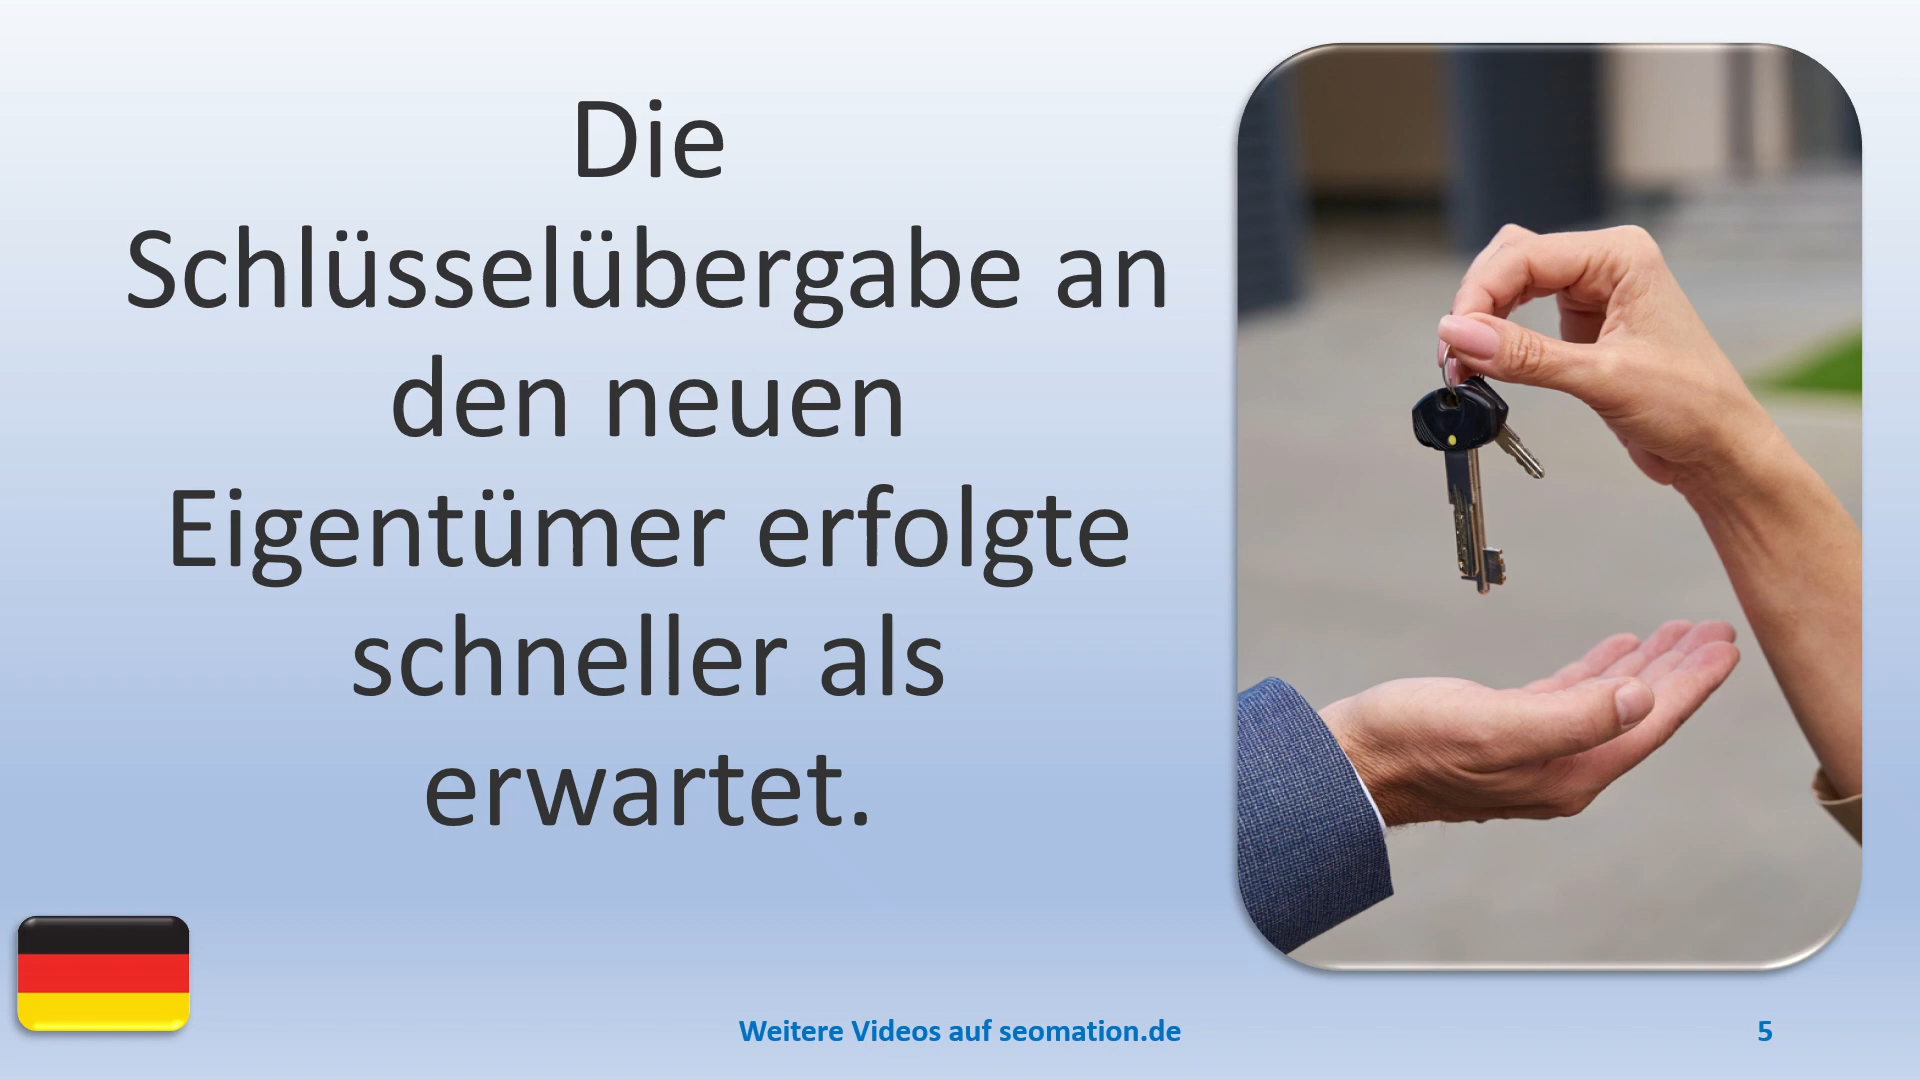 Die
Schlüsselübergabe an
den neuen
Eigentümer erfolgte
schneller als
erwartet.
Weitere Videos auf seomation.de
5